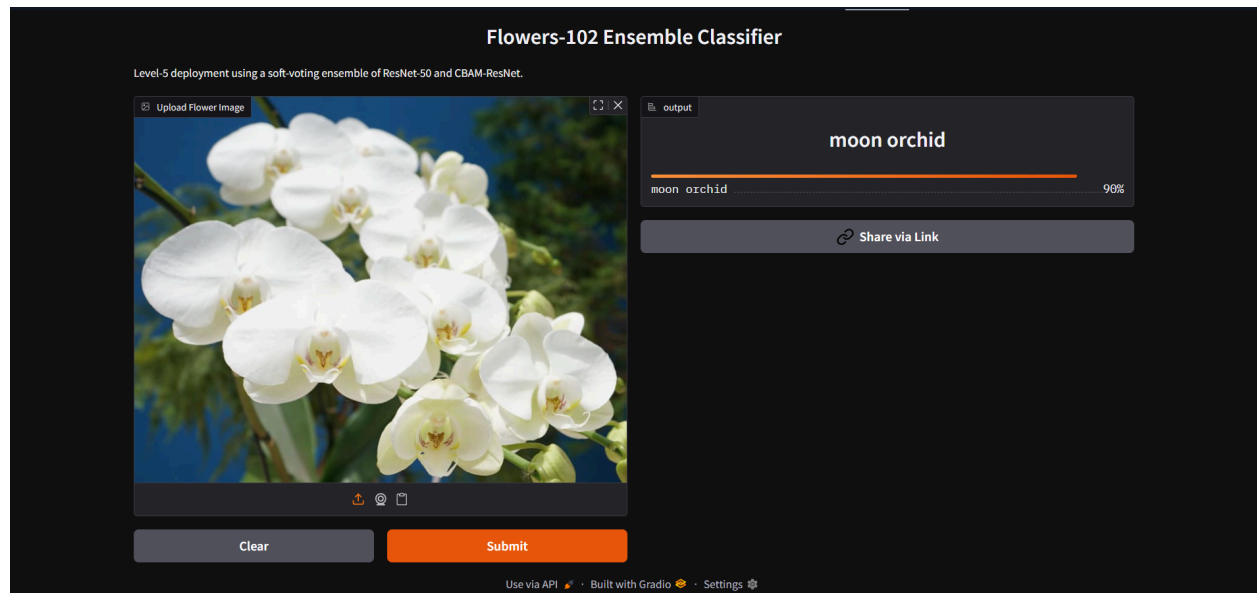 Flowers-102 Ensemble Classifier
Level-5 deployment using a soft-voting ensemble of ResNet-50 and CBAM-ResNet.
Upload Flower Image
output
moon orchid
moon orchid 90%
Share via Link
Clear
Submit
Use via API · Built with Gradio · Settings